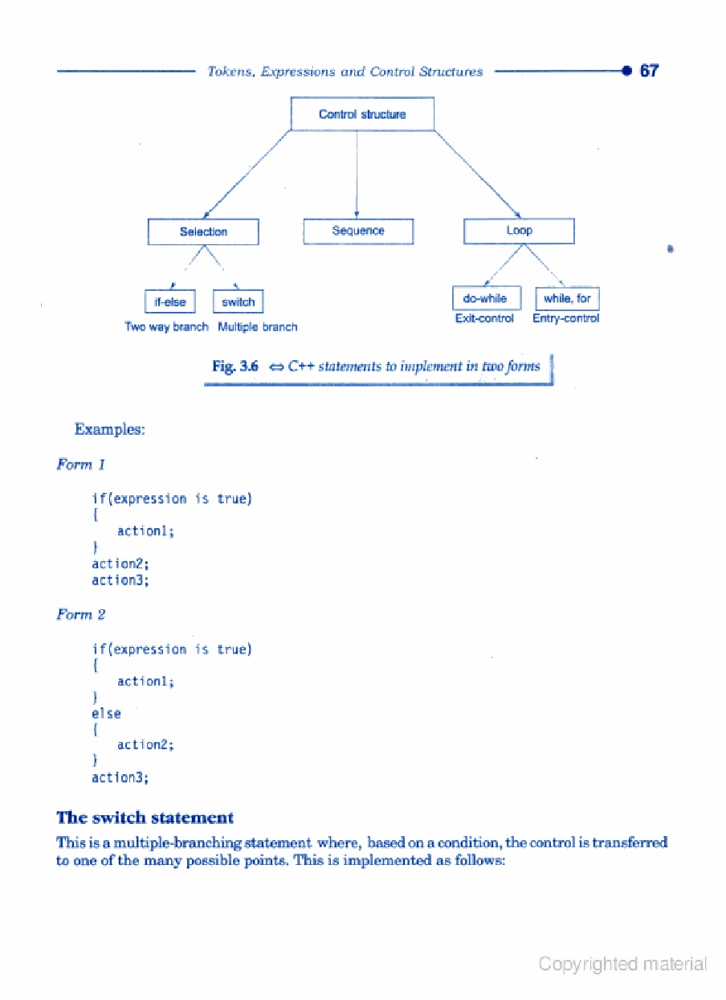 Tokens, Expressions and Control Structures 67
Control structure
Selection Sequence Loop
if-else switch do-while while, for
Two way branch Multiple branch Exit-control Entry-control
Fig. 3.6 ⇔ C++ statements to implement in two forms
Examples:
Form 1
if(expression is true)
{
action1;
}
action2;
action3;
Form 2
if(expression is true)
{
action1;
}
else
{
action2;
}
action3;
The switch statement
This is a multiple-branching statement where, based on a condition, the control is transferred
to one of the many possible points. This is implemented as follows:
Copyrighted material